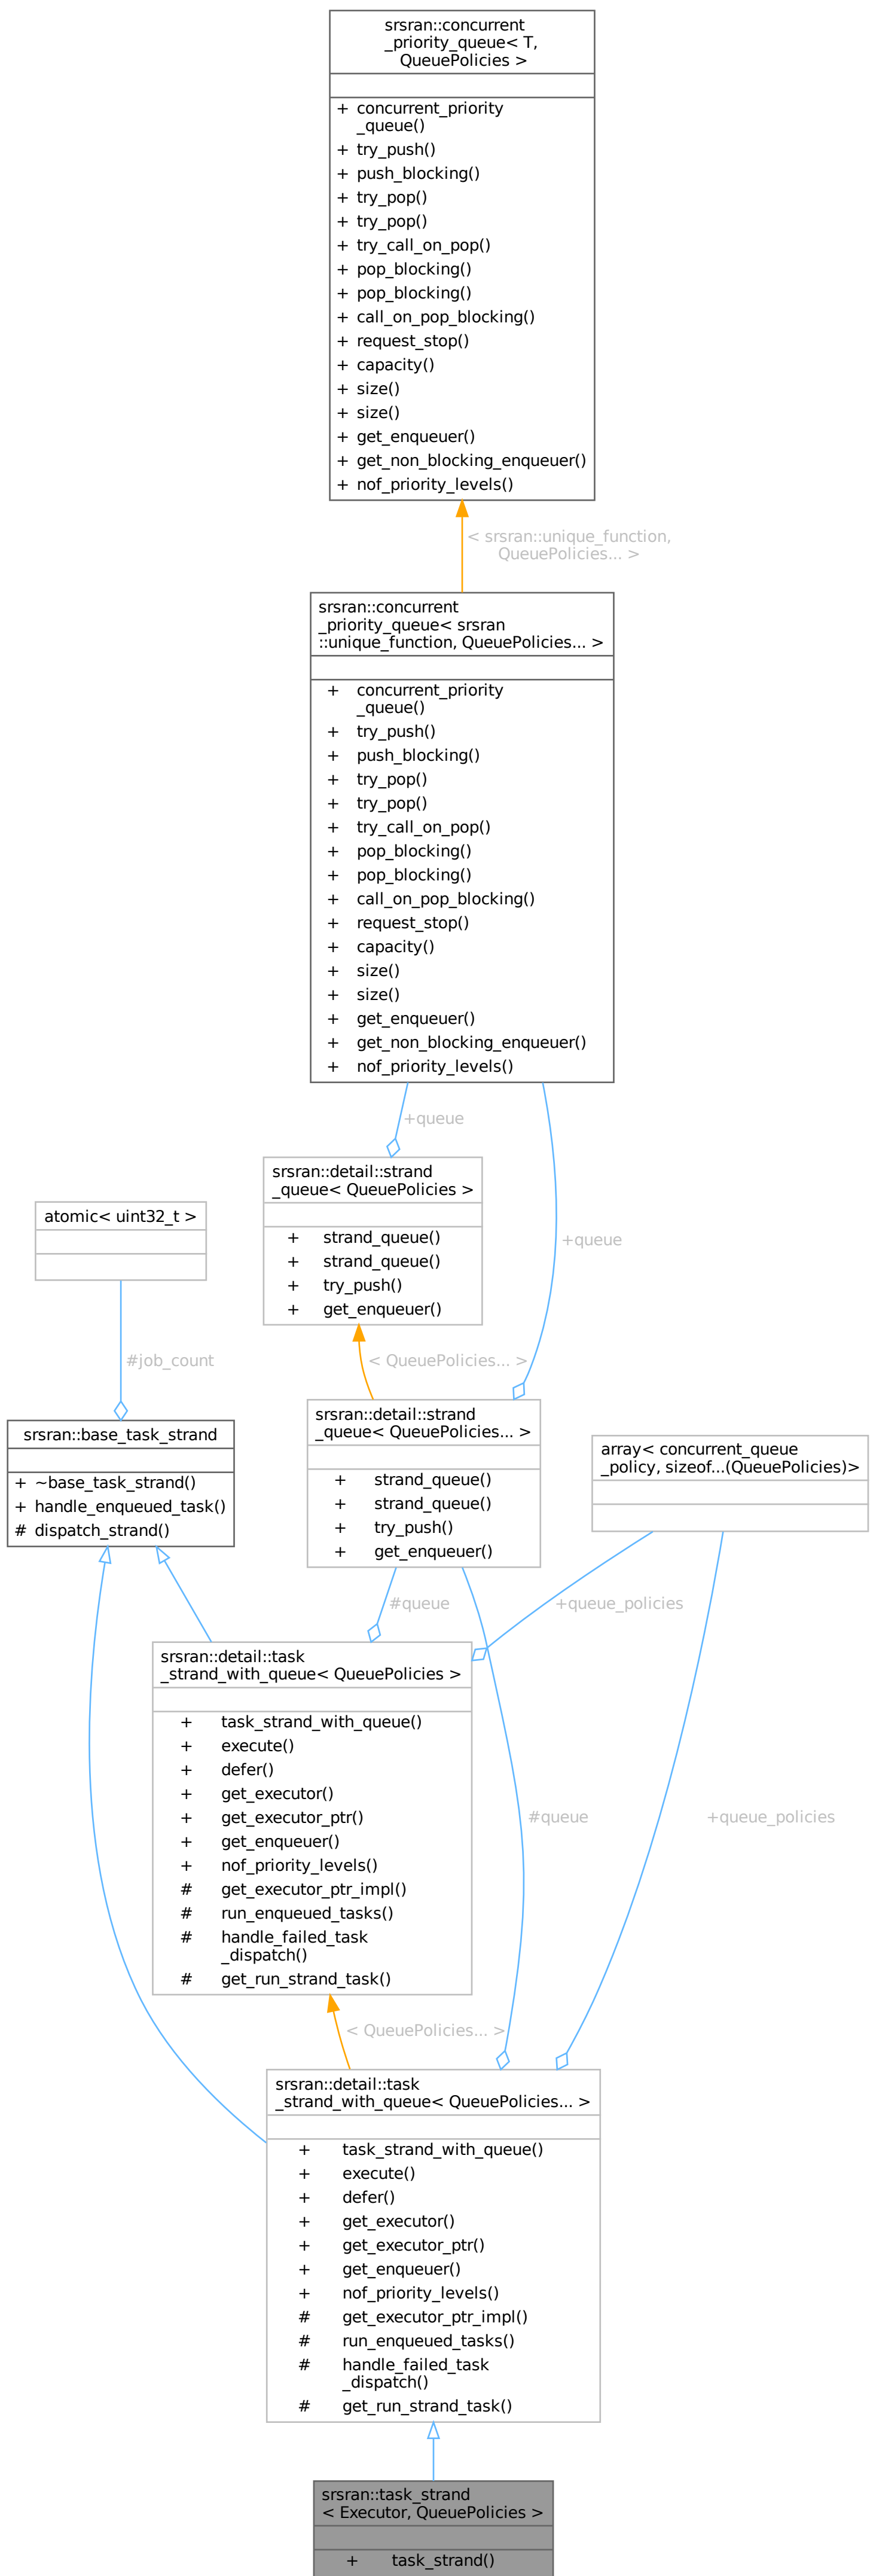 srsran::concurrent
_priority_queue< T,
QueuePolicies >
+ concurrent_priority
_queue()
+ try_push()
+ push_blocking()
+ try_pop()
+ try_pop()
+ try_call_on_pop()
+ pop_blocking()
+ pop_blocking()
+ call_on_pop_blocking()
+ request_stop()
+ capacity()
+ size()
+ size()
+ get_enqueuer()
+ get_non_blocking_enqueuer()
+ nof_priority_levels()
< srsran::unique_function,
QueuePolicies... >
srsran::concurrent
_priority_queue< srsran
::unique_function, QueuePolicies... >
+ concurrent_priority
_queue()
+ try_push()
+ push_blocking()
+ try_pop()
+ try_pop()
+ try_call_on_pop()
+ pop_blocking()
+ pop_blocking()
+ call_on_pop_blocking()
+ request_stop()
+ capacity()
+ size()
+ size()
+ get_enqueuer()
+ get_non_blocking_enqueuer()
+ nof_priority_levels()
+queue
srsran::detail::strand
_queue< QueuePolicies >
+ strand_queue()
+ strand_queue()
+ try_push()
+ get_enqueuer()
+queue
atomic< uint32_t >
#job_count
< QueuePolicies... >
srsran::detail::strand
_queue< QueuePolicies... >
+ strand_queue()
+ strand_queue()
+ try_push()
+ get_enqueuer()
srsran::base_task_strand
+ ~base_task_strand()
+ handle_enqueued_task()
# dispatch_strand()
array< concurrent_queue
_policy, sizeof...(QueuePolicies)>
#queue
+queue_policies
srsran::detail::task
_strand_with_queue< QueuePolicies >
+ task_strand_with_queue()
+ execute()
+ defer()
+ get_executor()
+ get_executor_ptr()
+ get_enqueuer()
+ nof_priority_levels()
# get_executor_ptr_impl()
# run_enqueued_tasks()
# handle_failed_task
_dispatch()
# get_run_strand_task()
#queue
+queue_policies
< QueuePolicies... >
srsran::detail::task
_strand_with_queue< QueuePolicies... >
+ task_strand_with_queue()
+ execute()
+ defer()
+ get_executor()
+ get_executor_ptr()
+ get_enqueuer()
+ nof_priority_levels()
# get_executor_ptr_impl()
# run_enqueued_tasks()
# handle_failed_task
_dispatch()
# get_run_strand_task()
srsran::task_strand
< Executor, QueuePolicies >
+ task_strand()